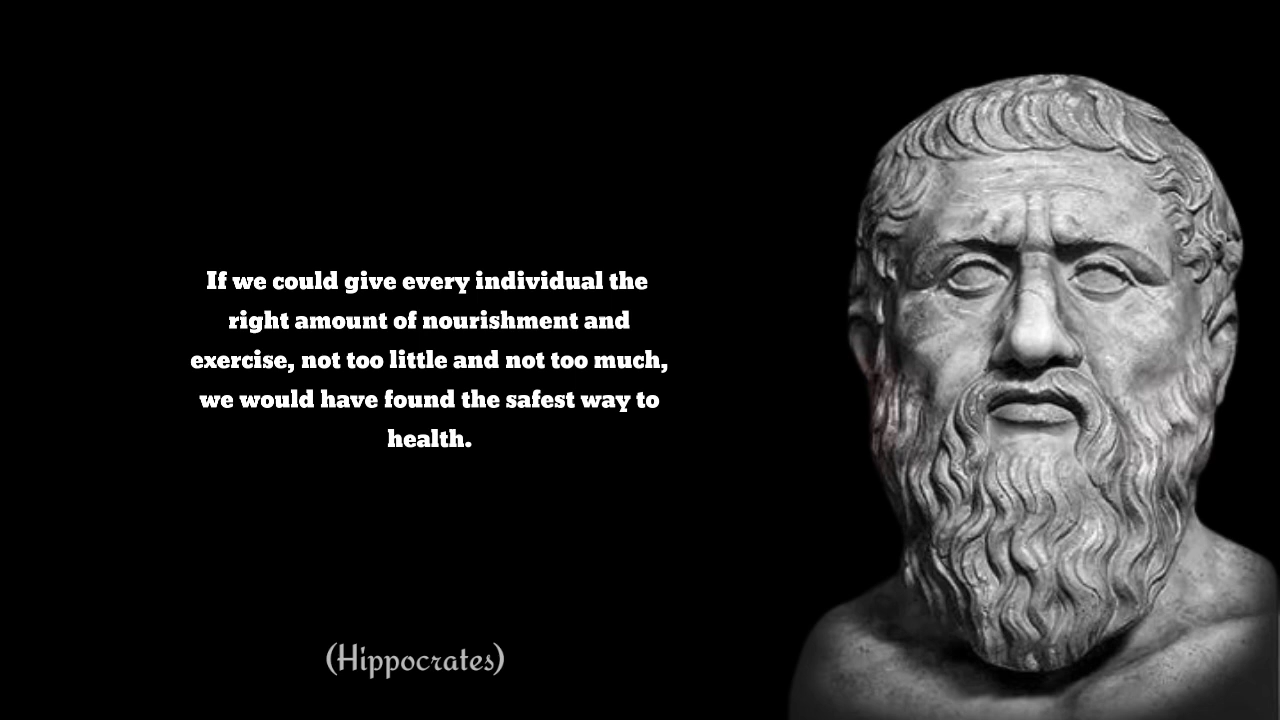 If we could give every individual the
right amount of nourishment and
exercise, not too little and not too much,
we would have found the safest way to
health.
(Hippocrates)